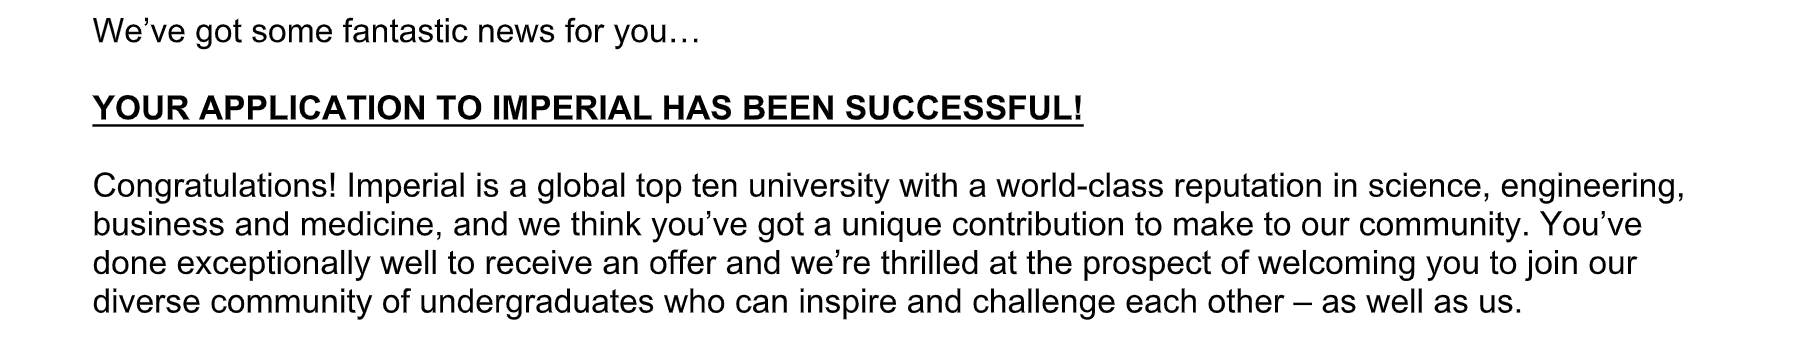 We’ve got some fantastic news for you…
YOUR APPLICATION TO IMPERIAL HAS BEEN SUCCESSFUL!
Congratulations! Imperial is a global top ten university with a world-class reputation in science, engineering,
business and medicine, and we think you’ve got a unique contribution to make to our community. You’ve
done exceptionally well to receive an offer and we’re thrilled at the prospect of welcoming you to join our
diverse community of undergraduates who can inspire and challenge each other – as well as us.